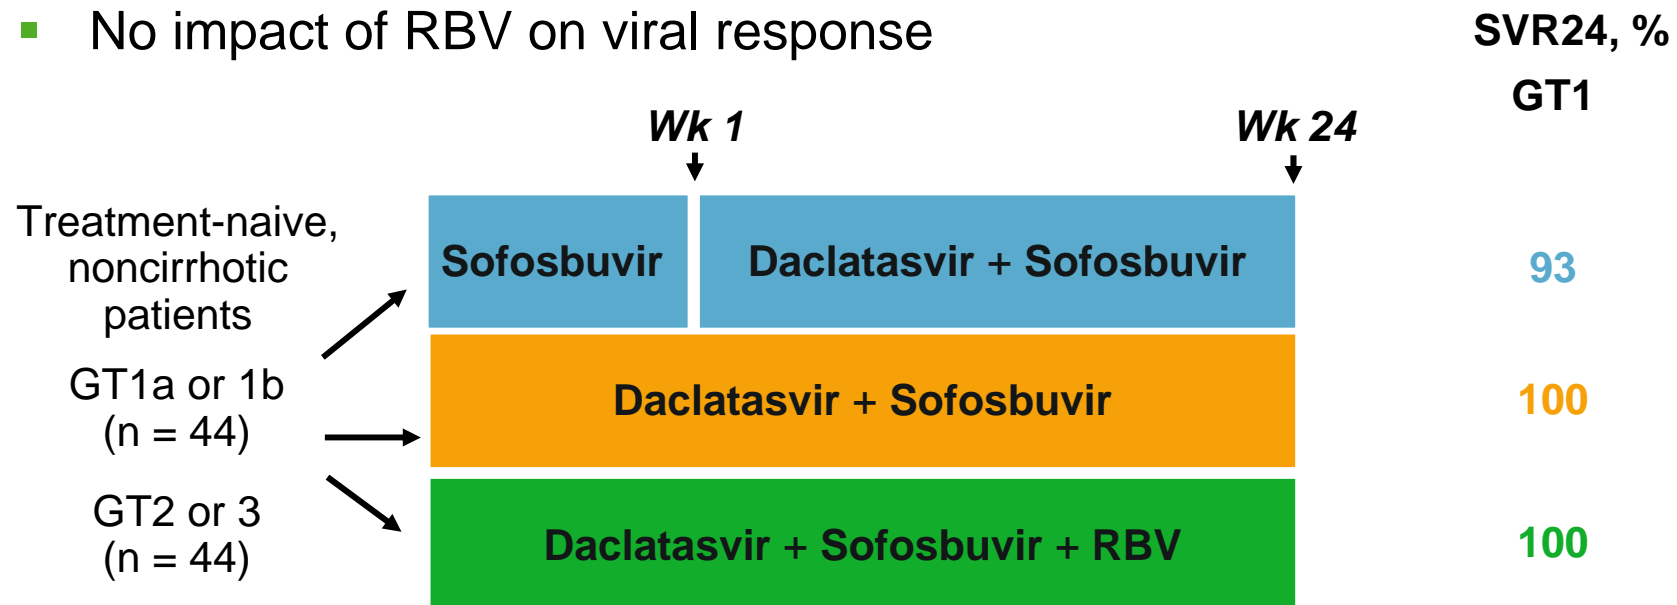 ▪ No impact of RBV on viral response
SVR24, %
GT1
Wk 1
Wk 24
Treatment-naive,
noncirrhotic
patients
GT1a or 1b
(n = 44)
GT2 or 3
(n = 44)
Sofosbuvir
Daclatasvir + Sofosbuvir
93
Daclatasvir + Sofosbuvir
100
Daclatasvir + Sofosbuvir + RBV
100